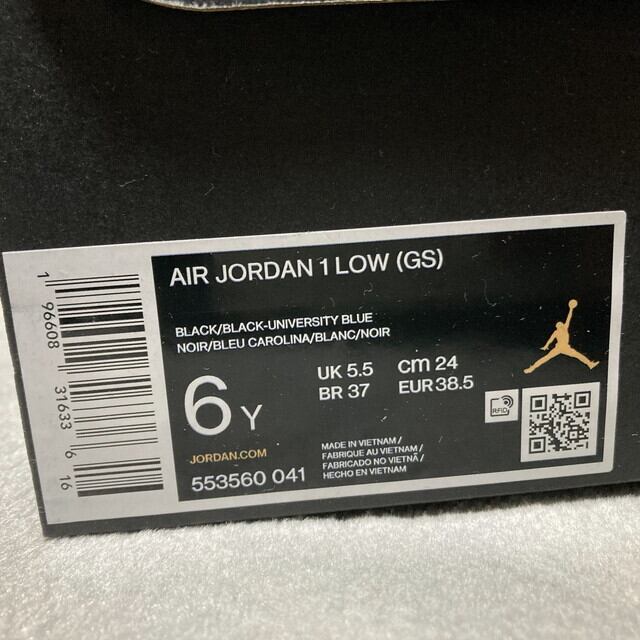 AIR JORDAN 1 LOW (GS)
BLACK/BLACK-UNIVERSITY BLUE
NOIR/BLEU CAROLINA/BLANC/NOIR
6 Y
UK 5.5 cm 24
BR 37 EUR 38.5
JORDAN.COM
553560 041
MADE IN VIETNAM /
FABRIQUE AU VIETNAM /
FABRICADO NO VIETNÃ /
HECHO EN VIETNAM
RFID
1 96608 31633 6 16